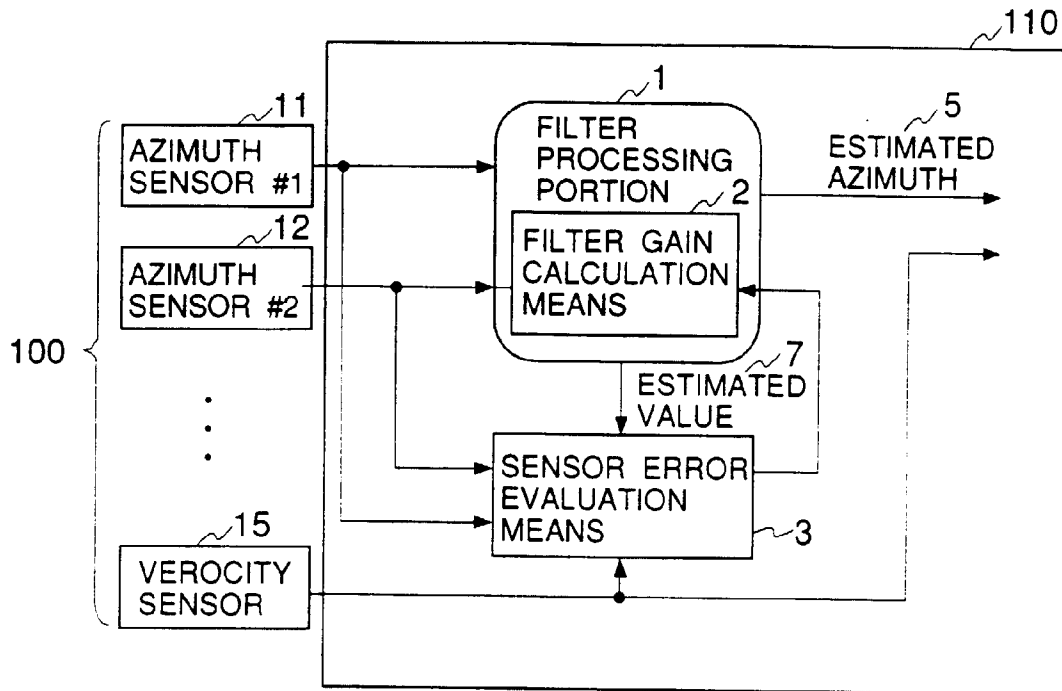 110
1
11
AZIMUTH
SENSOR #1
FILTER
PROCESSING
PORTION
5
ESTIMATED
AZIMUTH
12
AZIMUTH
SENSOR #2
2
FILTER GAIN
CALCULATION
MEANS
100
7
ESTIMATED
VALUE
SENSOR ERROR
EVALUATION
MEANS
3
15
VEROCITY
SENSOR